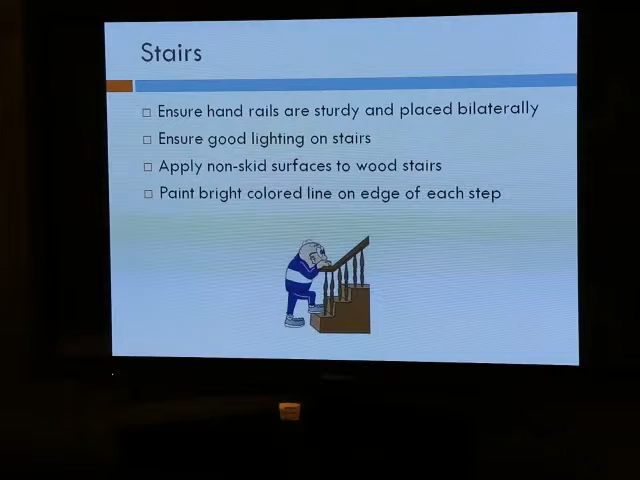 Stairs
Ensure hand rails are sturdy and placed bilaterally
Ensure good lighting on stairs
Apply non-skid surfaces to wood stairs
Paint bright colored line on edge of each step